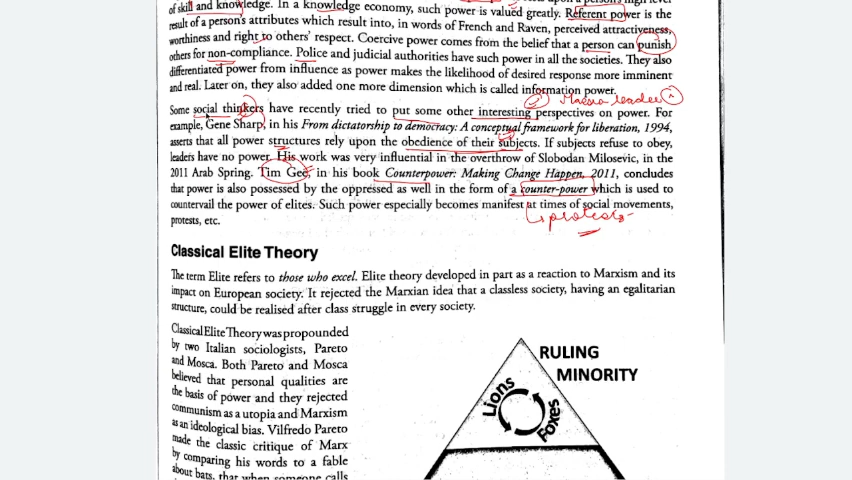 of skill and knowledge. In a knowledge economy, such power is valued greatly. Referent power is the
result of a person's attributes which result into, in words of French and Raven, perceived attractiveness,
worthiness and right to others' respect. Coercive power comes from the belief that a person can punish
others for non-compliance. Police and judicial authorities have such power in all the societies. They also
differentiated power from influence as power makes the likelihood of desired response more imminent
and real. Later on, they also added one more dimension which is called information power.
Some social thinkers have recently tried to put some other interesting perspectives on power. For
example, Gene Sharp, in his From dictatorship to democracy: A conceptual framework for liberation, 1994,
asserts that all power structures rely upon the obedience of their subjects. If subjects refuse to obey,
leaders have no power. His work was very influential in the overthrow of Slobodan Milosevic, in the
2011 Arab Spring. Tim Gee, in his book Counterpower: Making Change Happen, 2011, concludes
that power is also possessed by the oppressed as well in the form of a counter-power which is used to
countervail the power of elites. Such power especially becomes manifest at times of social movements,
protests, etc.
protests
Classical Elite Theory
The term Elite refers to those who excel. Elite theory developed in part as a reaction to Marxism and its
impact on European society. It rejected the Marxian idea that a classless society, having an egalitarian
structure, could be realised after class struggle in every society.
Classical Elite Theory was propounded
by two Italian sociologists, Pareto
and Mosca. Both Pareto and Mosca
believed that personal qualities are
the basis of power and they rejected
communism as a utopia and Marxism
as an ideological bias. Vilfredo Pareto
made the classic critique of Marx
by comparing his words to a fable
about bats, that when someone calls
RULING
MINORITY
Lions
Foxes